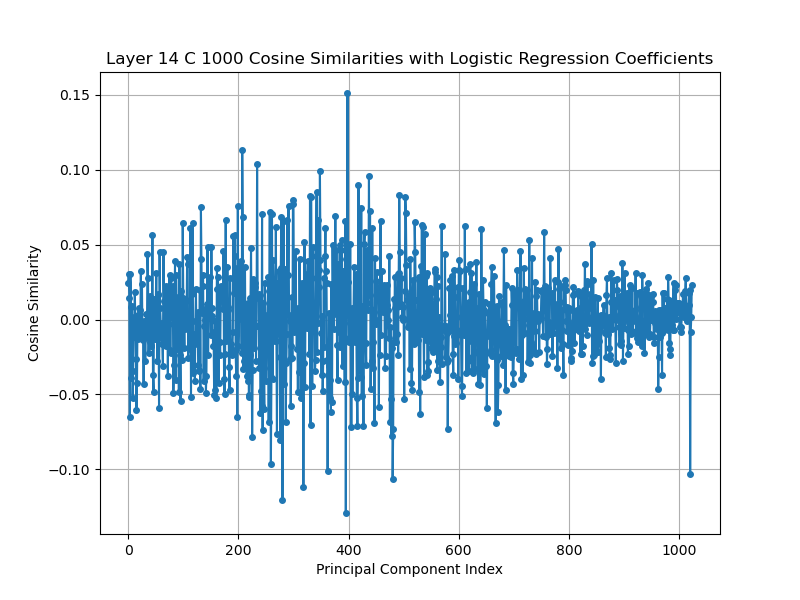 Layer 14 C 1000 Cosine Similarities with Logistic Regression Coefficients
0.15
0.10
0.05
0.00
−0.05
−0.10
Cosine Similarity
0 200 400 600 800 1000
Principal Component Index